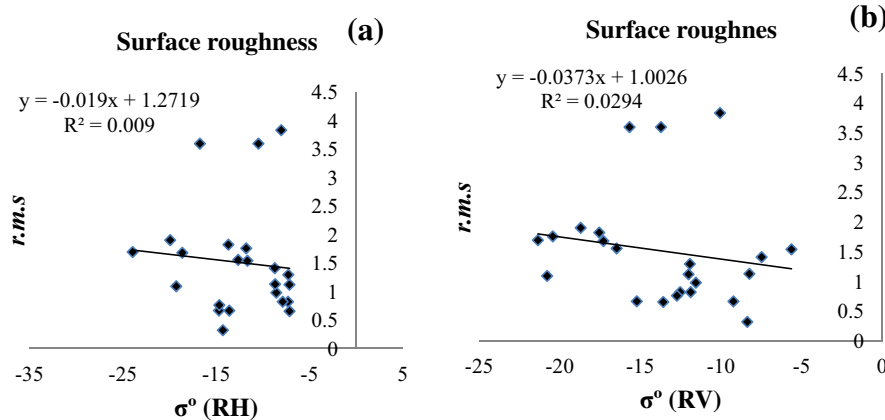 Surface roughness (a)
y = -0.019x + 1.2719
R² = 0.009
4.5
4
3.5
3
2.5
2
1.5
1
0.5
0
r.m.s
-35 -25 -15 -5 5
σº (RH)
Surface roughnes (b)
y = -0.0373x + 1.0026
R² = 0.0294
4.5
4
3.5
3
2.5
2
1.5
1
0.5
0
r.m.s
-25 -20 -15 -10 -5 0
σº (RV)